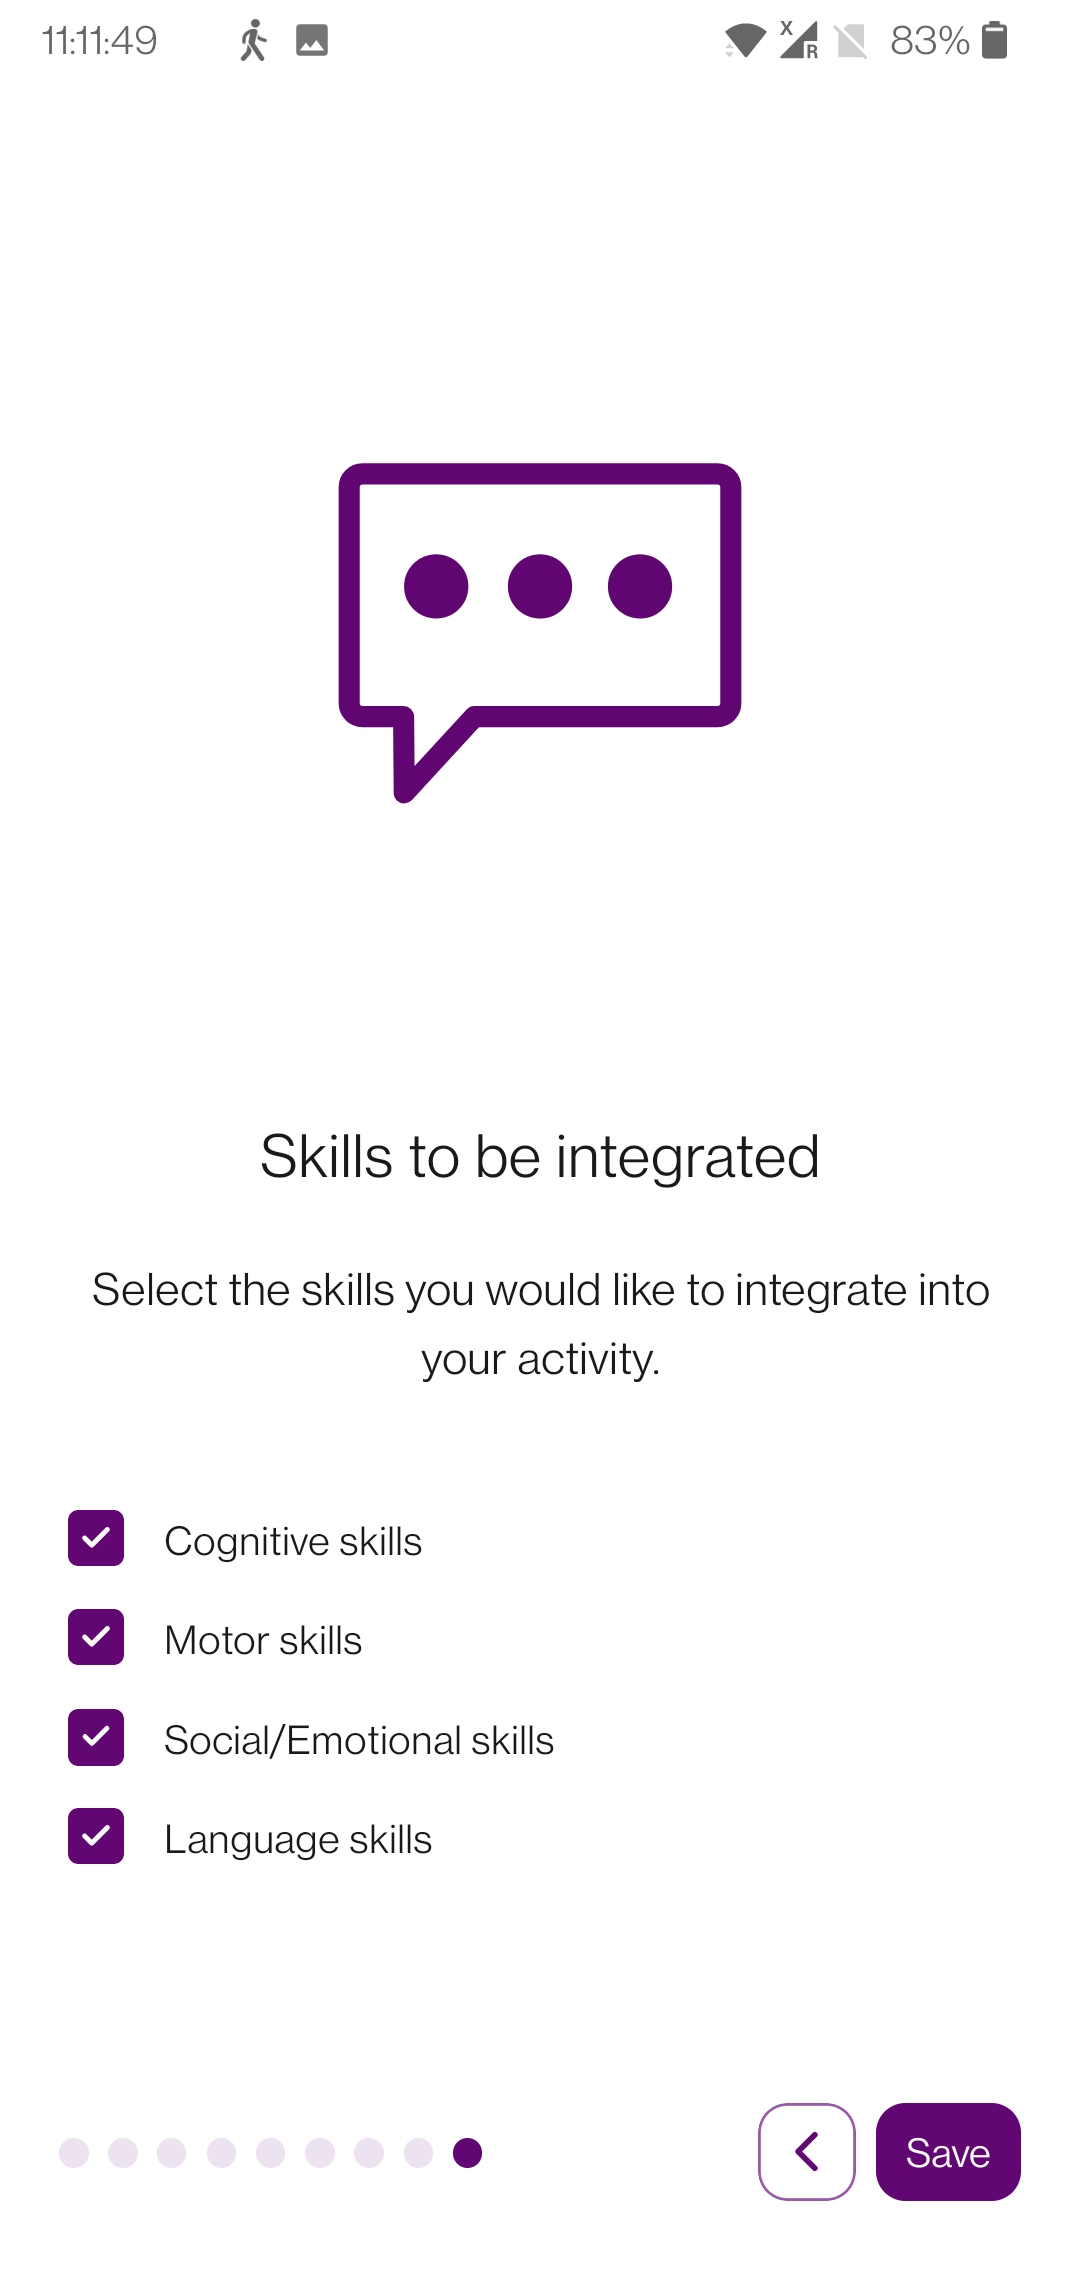 11:11:49
X
R
83%
Skills to be integrated
Select the skills you would like to integrate into
your activity.
Cognitive skills
Motor skills
Social/Emotional skills
Language skills
Save